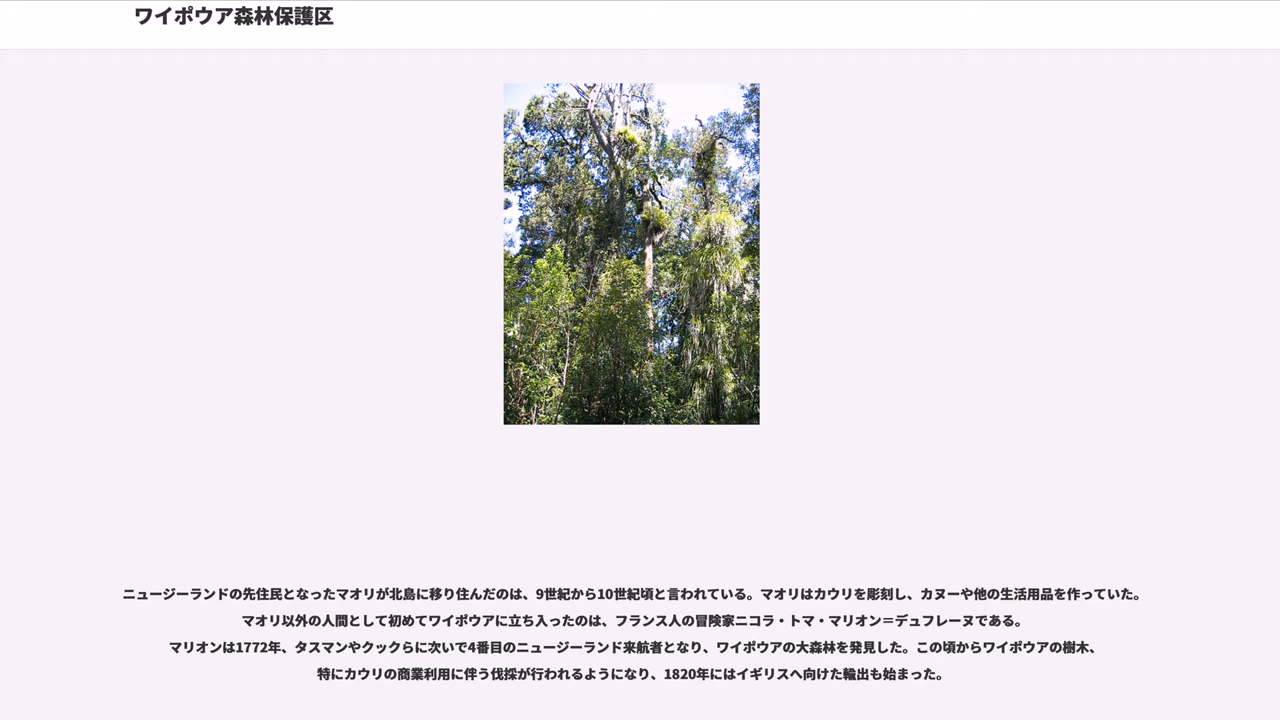 ワイポウア森林保護区
ニュージーランドの先住民となったマオリが北島に移り住んだのは、9世紀から10世紀頃と言われている。マオリはカウリを彫刻し、カヌーや他の生活用品を作っていた。
マオリ以外の人間として初めてワイポウアに立ち入ったのは、フランス人の冒険家ニコラ・トマ・マリオン＝デュフレーヌである。
マリオンは1772年、タスマンやクックらに次いで4番目のニュージーランド来航者となり、ワイポウアの大森林を発見した。この頃からワイポウアの樹木、
特にカウリの商業利用に伴う伐採が行われるようになり、1820年にはイギリスへ向けた輸出も始まった。